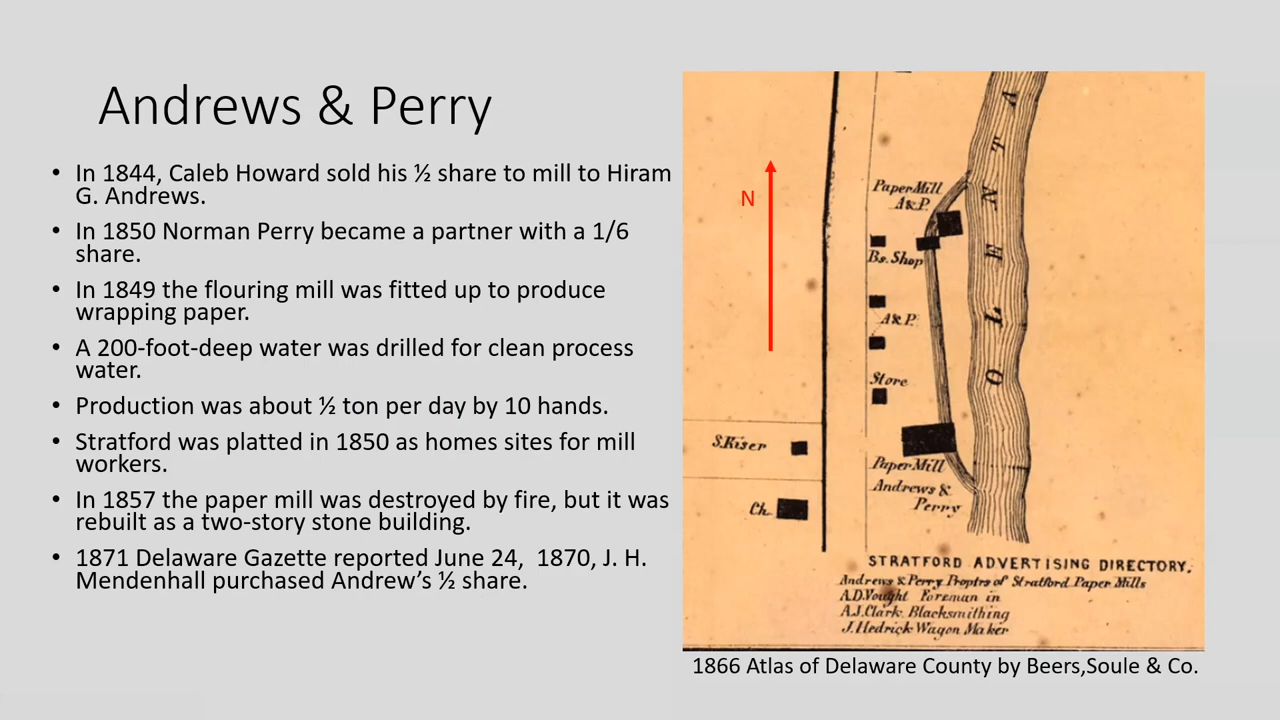 Andrews & Perry
• In 1844, Caleb Howard sold his ½ share to mill to Hiram
G. Andrews.
• In 1850 Norman Perry became a partner with a 1/6
share.
• In 1849 the flouring mill was fitted up to produce
wrapping paper.
• A 200-foot-deep water was drilled for clean process
water.
• Production was about ½ ton per day by 10 hands.
• Stratford was platted in 1850 as homes sites for mill
workers.
• In 1857 the paper mill was destroyed by fire, but it was
rebuilt as a two-story stone building.
• 1871 Delaware Gazette reported June 24,  1870, J. H.
Mendenhall purchased Andrew’s ½ share.
N
OLENTA
Paper Mill
A&P.
Bs. Shop
A&P.
Store
S. Kiser
Paper Mill
Andrews &
Perry
Ch.
STRATFORD ADVERTISING DIRECTORY.
Andrews & Perry Proptrs of Stratford Paper Mills
A.D. Vought Foreman in
A.J. Clark Blacksmithing
J. Hedrick Wagon Maker
1866 Atlas of Delaware County by Beers,Soule & Co.